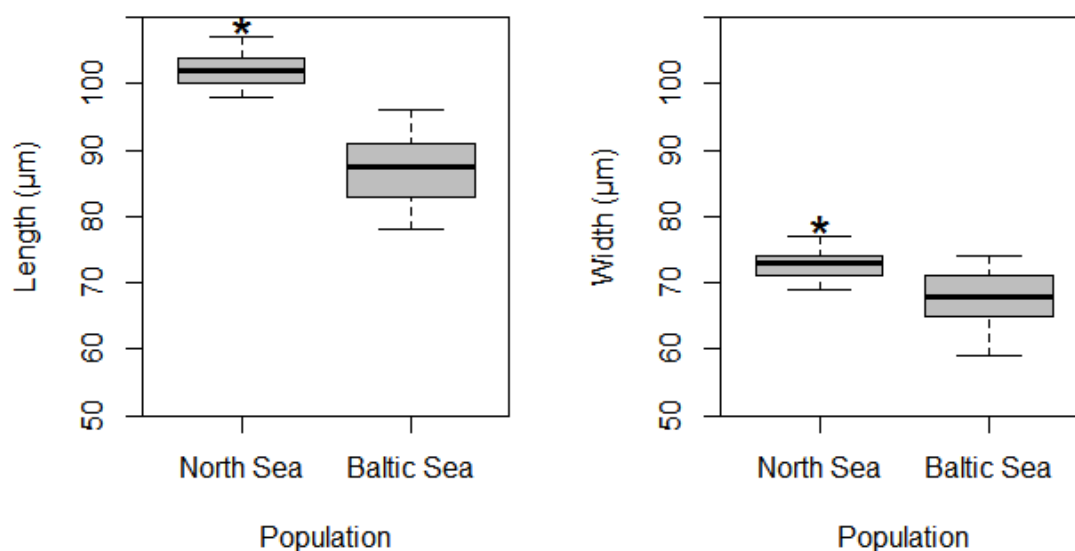 *
Length (µm)
100
90
80
70
60
50
North Sea
Baltic Sea
Population
*
Width (µm)
100
90
80
70
60
50
North Sea
Baltic Sea
Population